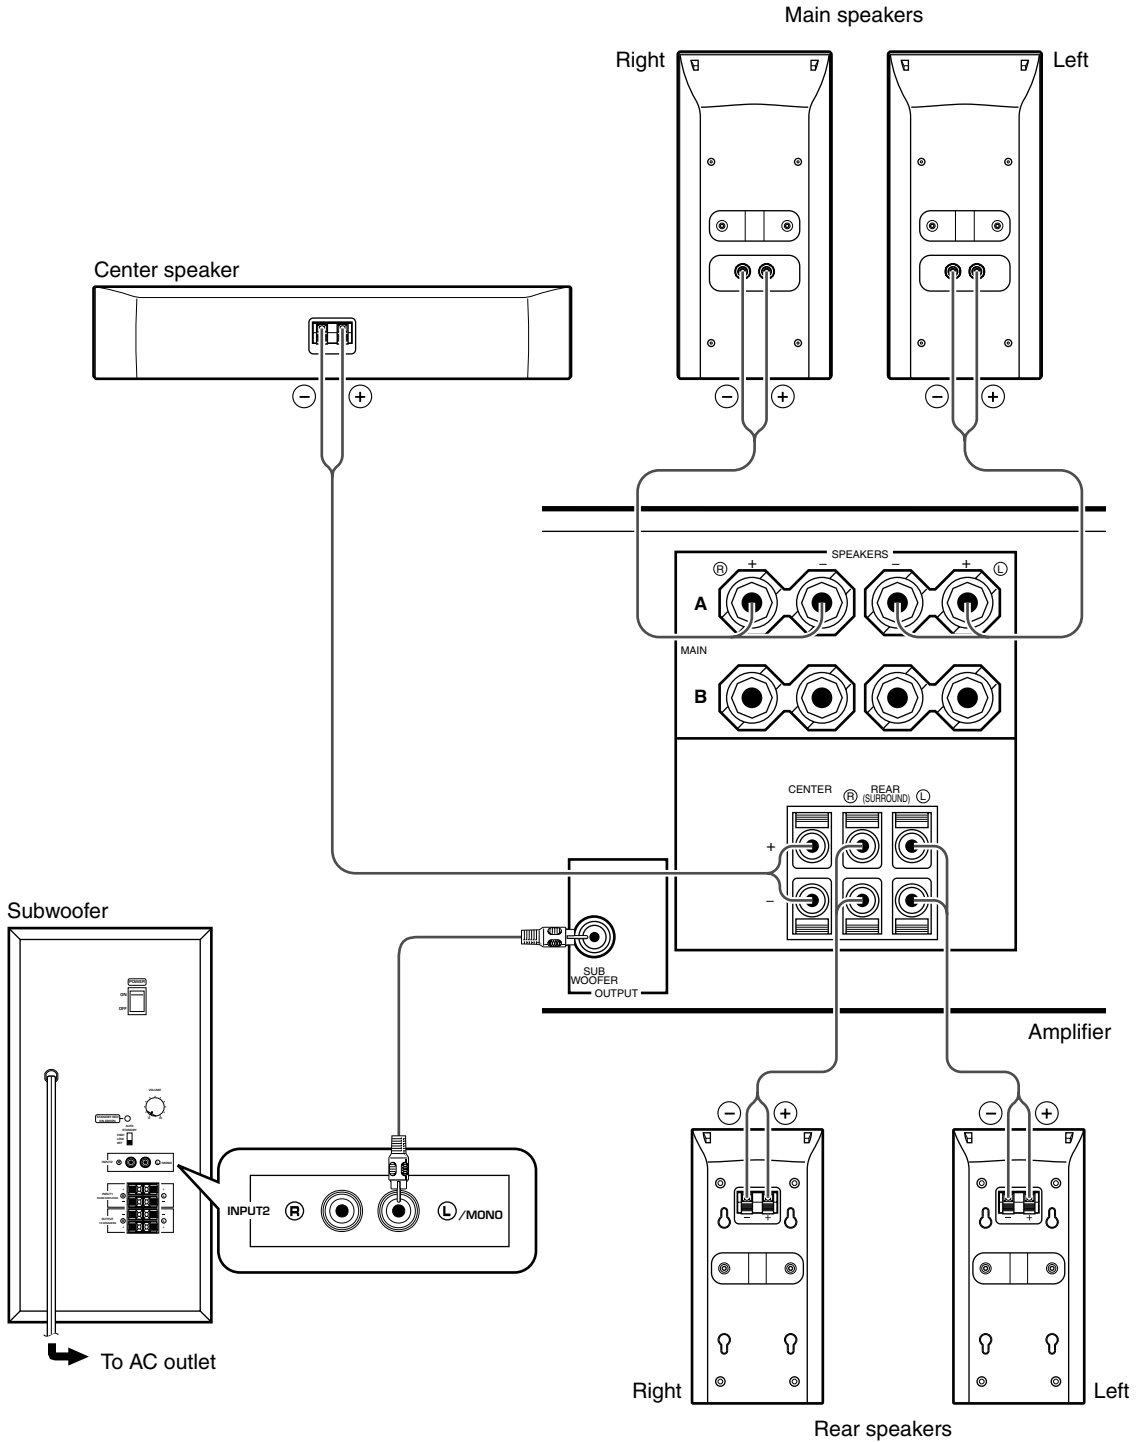 Main speakers
Right
Left
Center speaker
− +
− +
− +
SPEAKERS
R + − − + L
A
MAIN
B
CENTER
R REAR L
(SURROUND)
+
−
SUB
WOOFER
OUTPUT
Amplifier
Subwoofer
POWER
ON
OFF
VOLUME
INPUT2 R L/MONO
To AC outlet
− +
− +
− +
− +
Right
Left
Rear speakers